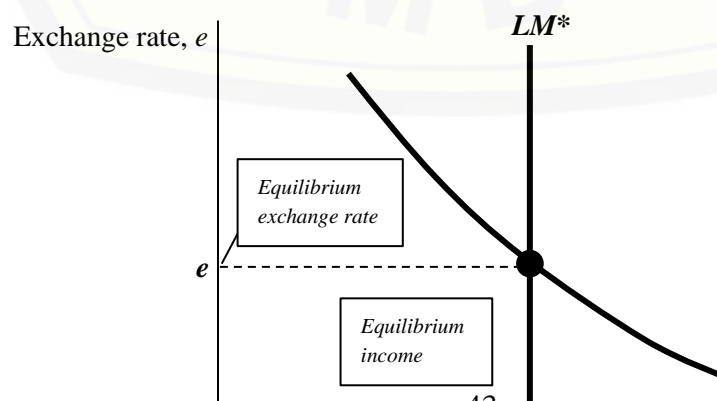 LM*
Exchange rate, e
Equilibrium
exchange rate
e
Equilibrium
income